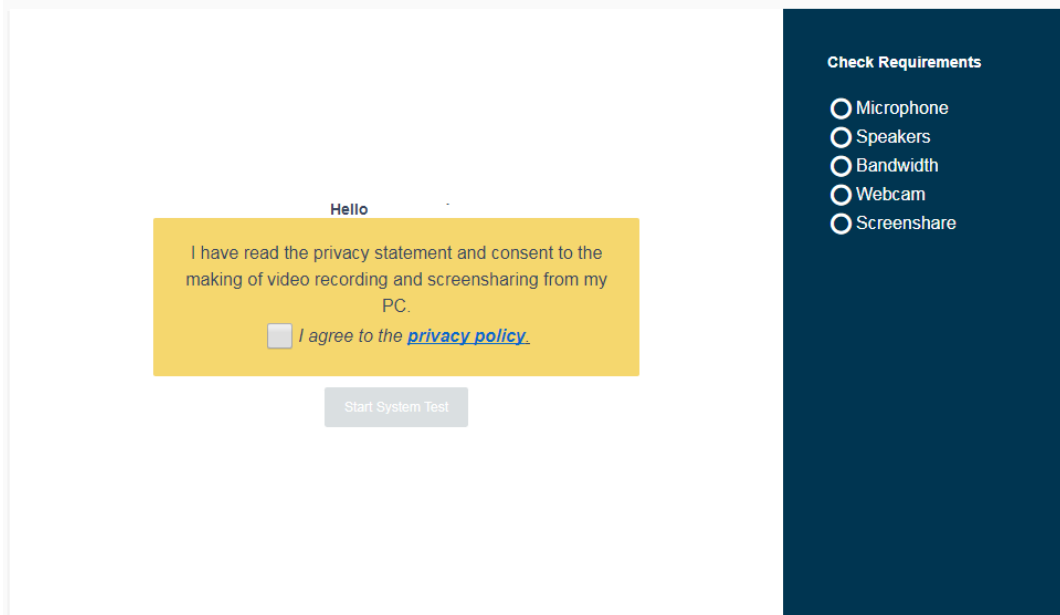 Check Requirements
Microphone
Speakers
Bandwidth
Webcam
Screenshare
Hello
I have read the privacy statement and consent to the
making of video recording and screensharing from my
PC.
I agree to the privacy policy.
Start System Test